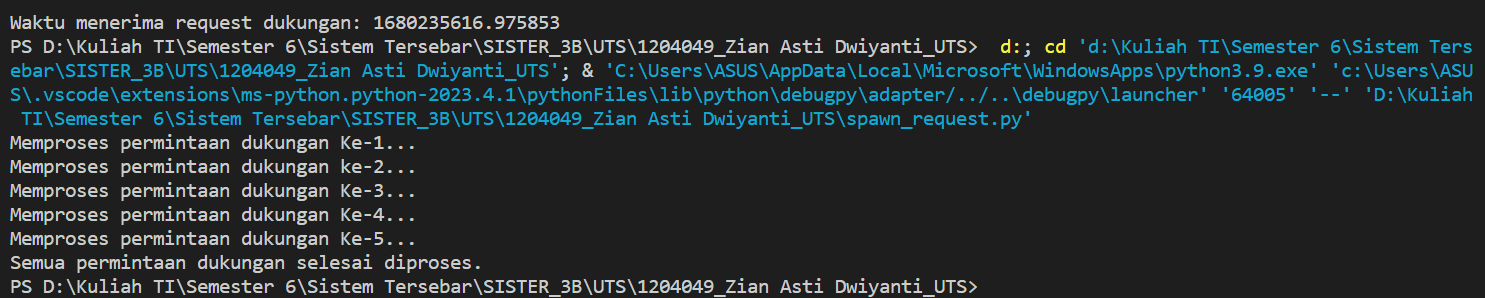 Waktu menerima request dukungan: 1680235616.975853
PS D:\Kuliah TI\Semester 6\Sistem Tersebar\SISTER_3B\UTS\1204049_Zian Asti Dwiyanti_UTS>  d:; cd 'd:\Kuliah TI\Semester 6\Sistem Ters
ebar\SISTER_3B\UTS\1204049_Zian Asti Dwiyanti_UTS'; & 'C:\Users\ASUS\AppData\Local\Microsoft\WindowsApps\python3.9.exe' 'c:\Users\ASU
S\.vscode\extensions\ms-python.python-2023.4.1\pythonFiles\lib\python\debugpy\adapter/../..\debugpy\launcher' '64005' '--' 'D:\Kuliah
 TI\Semester 6\Sistem Tersebar\SISTER_3B\UTS\1204049_Zian Asti Dwiyanti_UTS\spawn_request.py'
Memproses permintaan dukungan Ke-1...
Memproses permintaan dukungan ke-2...
Memproses permintaan dukungan Ke-3...
Memproses permintaan dukungan Ke-4...
Memproses permintaan dukungan Ke-5...
Semua permintaan dukungan selesai diproses.
PS D:\Kuliah TI\Semester 6\Sistem Tersebar\SISTER_3B\UTS\1204049_Zian Asti Dwiyanti_UTS>